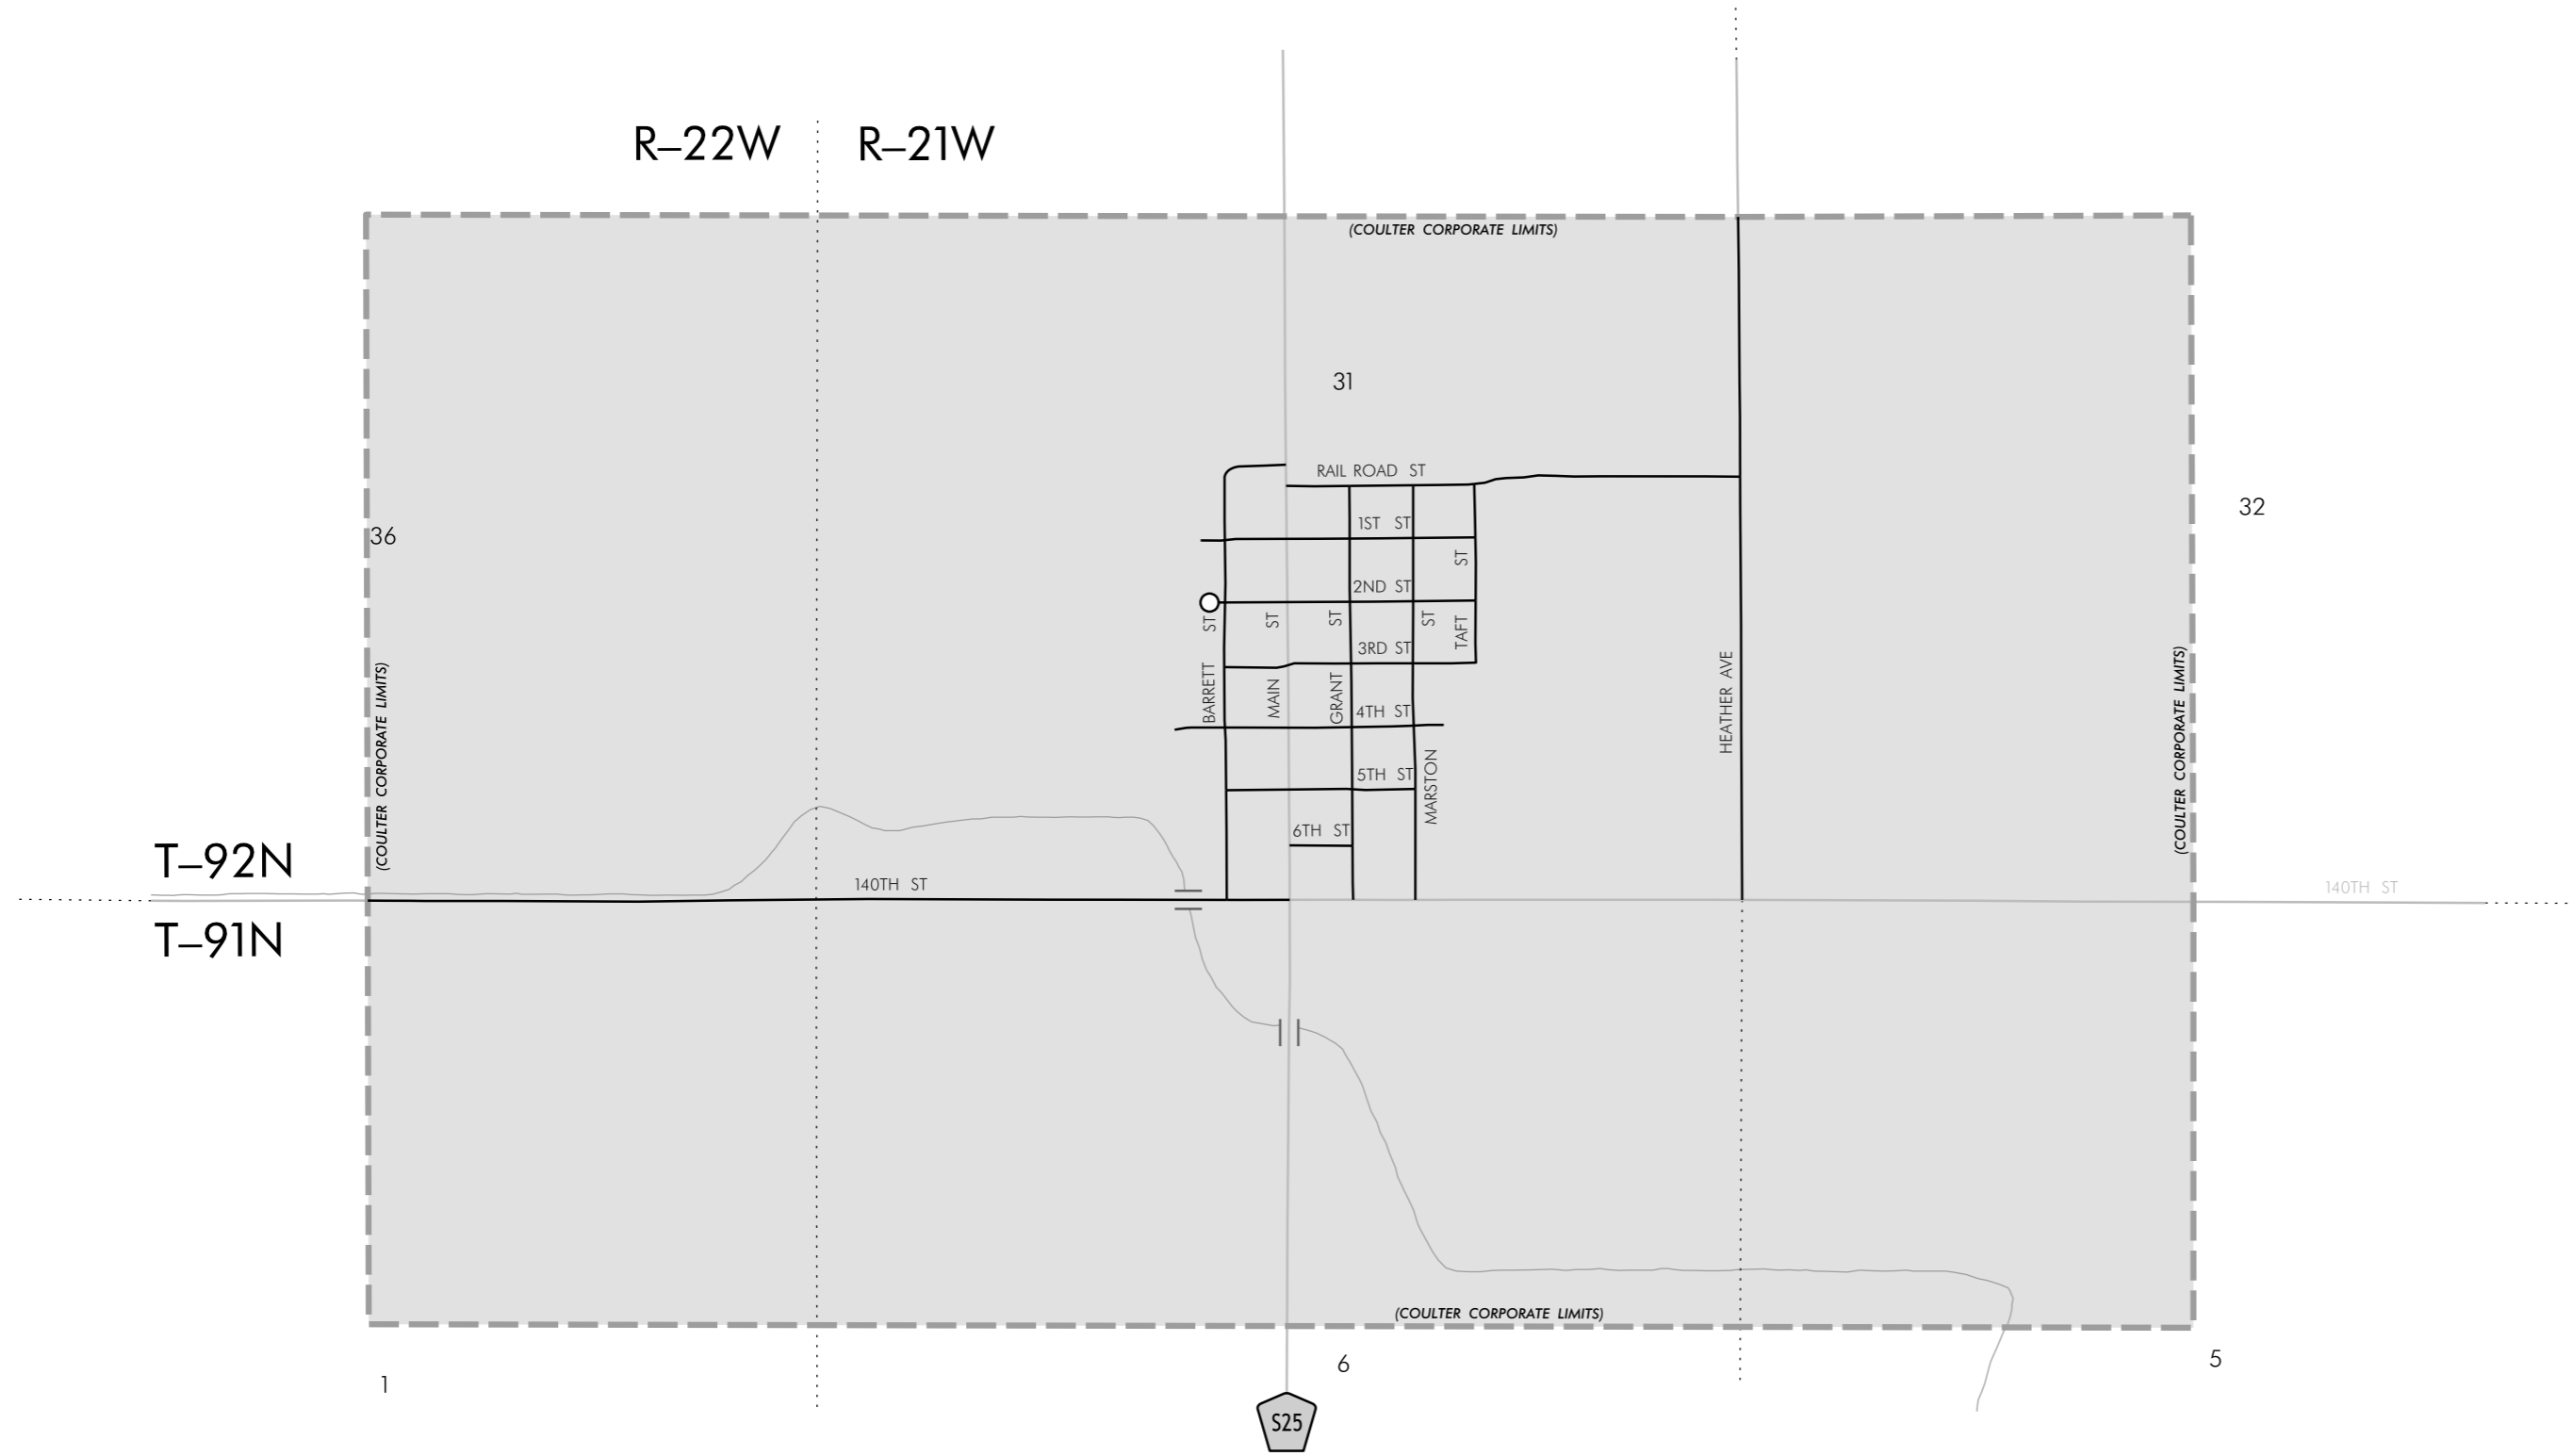 R–22W
R–21W
(COULTER CORPORATE LIMITS)
31
RAIL ROAD ST
1ST ST
36
32
2ND ST
3RD ST
BARRETT ST
MAIN ST
GRANT ST
MARSTON ST
TAFT ST
4TH ST
HEATHER AVE
(COULTER CORPORATE LIMITS)
(COULTER CORPORATE LIMITS)
5TH ST
6TH ST
T–92N
140TH ST
140TH ST
T–91N
(COULTER CORPORATE LIMITS)
1
6
5
S25